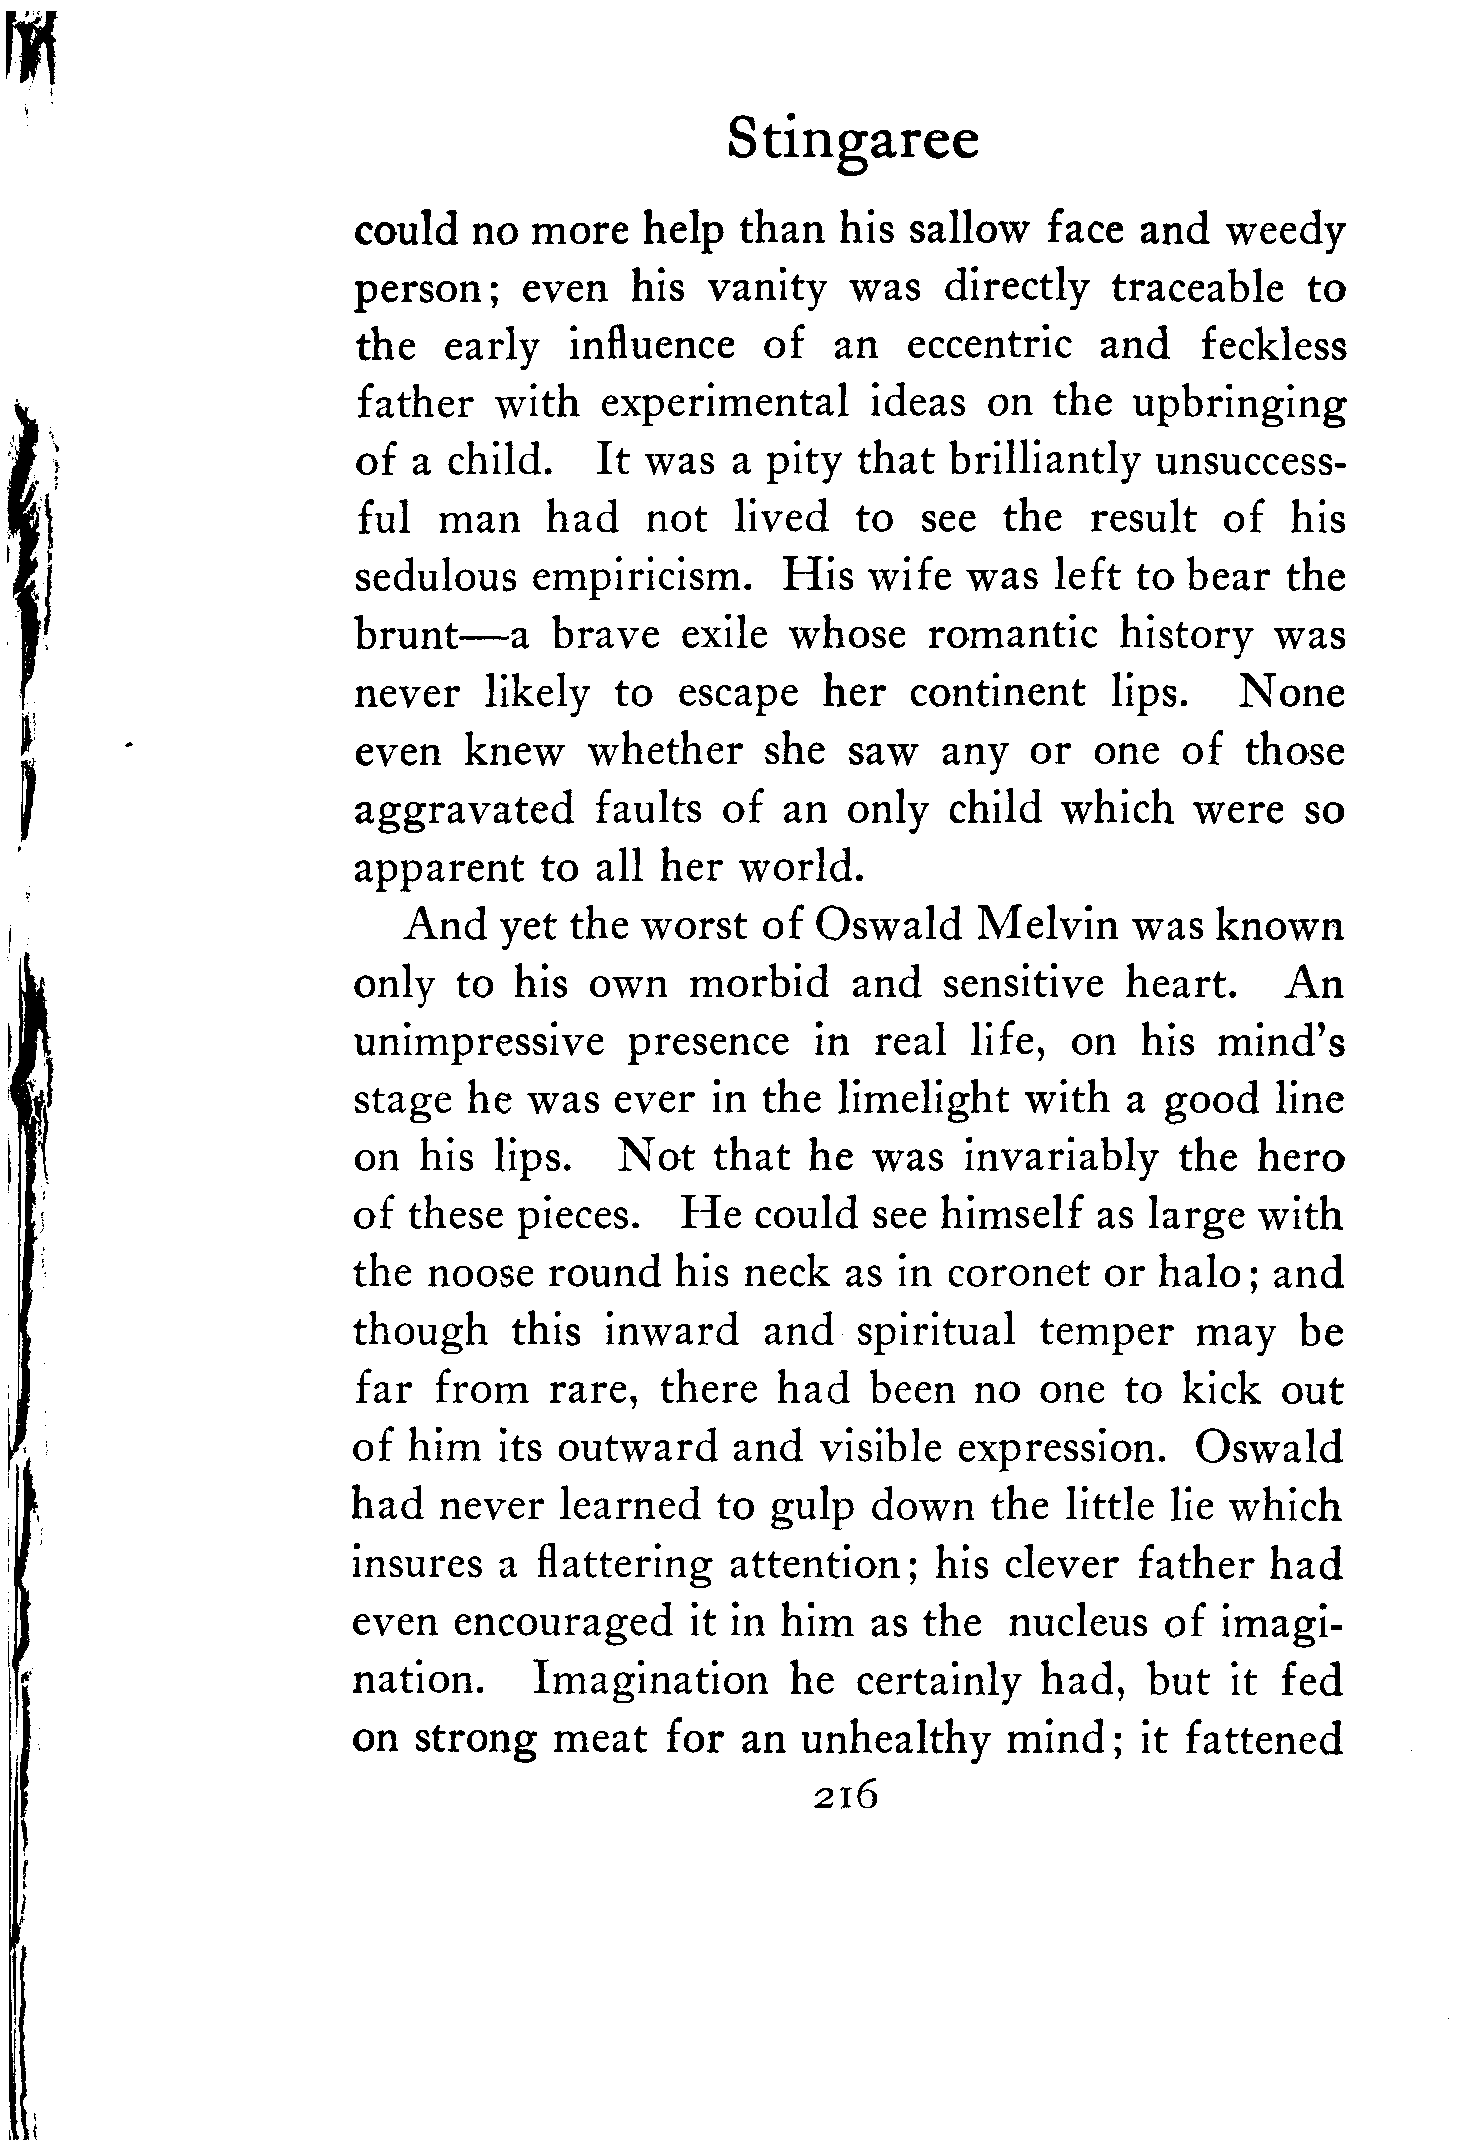 Stingaree
could no more help than his sallow face and weedy
person; even his vanity was directly traceable to
the early influence of an eccentric and feckless
father with experimental ideas on the upbringing
of a child. It was a pity that brilliantly unsuccess-
ful man had not lived to see the result of his
sedulous empiricism. His wife was left to bear the
brunt—a brave exile whose romantic history was
never likely to escape her continent lips. None
even knew whether she saw any or one of those
aggravated faults of an only child which were so
apparent to all her world.
And yet the worst of Oswald Melvin was known
only to his own morbid and sensitive heart. An
unimpressive presence in real life, on his mind's
stage he was ever in the limelight with a good line
on his lips. Not that he was invariably the hero
of these pieces. He could see himself as large with
the noose round his neck as in coronet or halo; and
though this inward and spiritual temper may be
far from rare, there had been no one to kick out
of him its outward and visible expression. Oswald
had never learned to gulp down the little lie which
insures a flattering attention; his clever father had
even encouraged it in him as the nucleus of imagi-
nation. Imagination he certainly had, but it fed
on strong meat for an unhealthy mind; it fattened
216